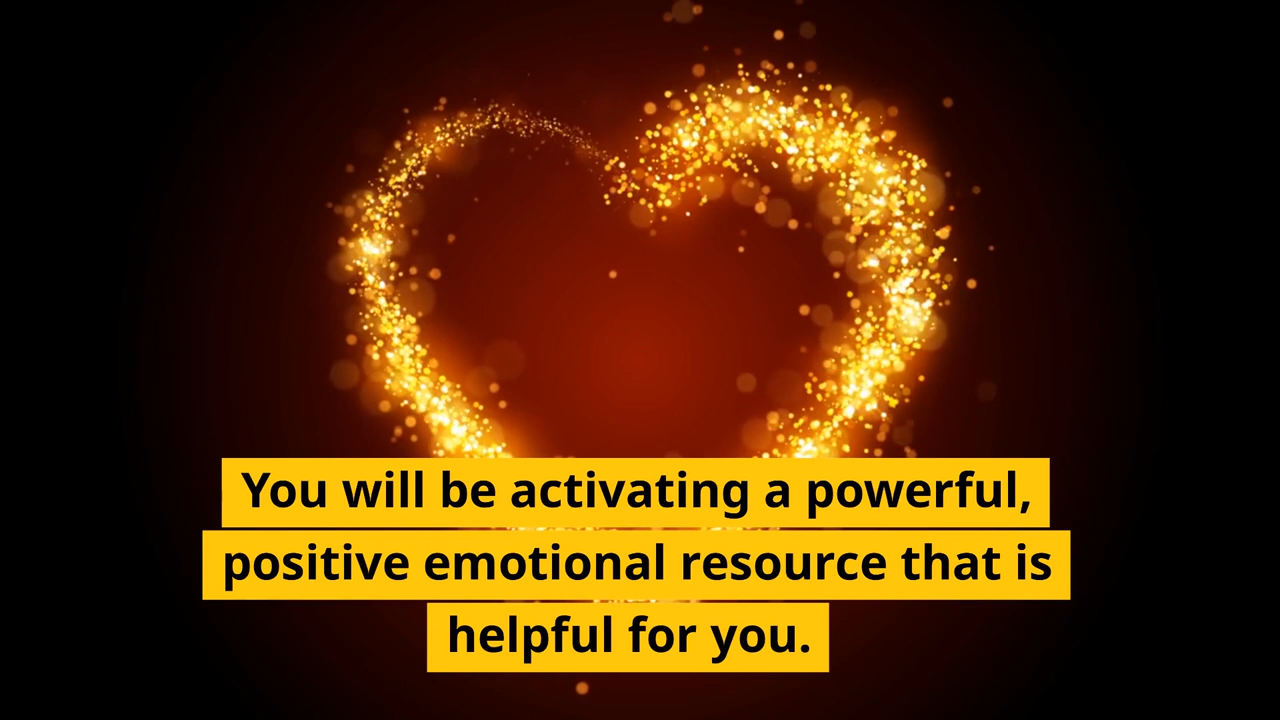 You will be activating a powerful,
positive emotional resource that is
helpful for you.